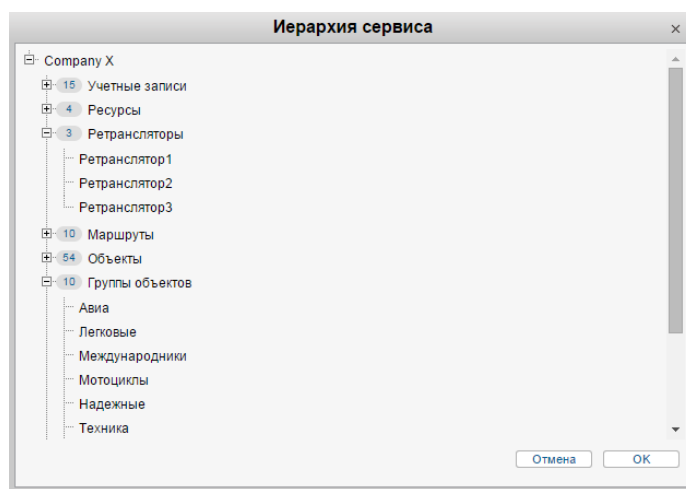 Иерархия сервиса ×
Company X
15 Учетные записи
4 Ресурсы
3 Ретрансляторы
Ретранслятор1
Ретранслятор2
Ретранслятор3
10 Маршруты
54 Объекты
10 Группы объектов
Авиа
Легковые
Международники
Мотоциклы
Надежные
Техника
Отмена OK